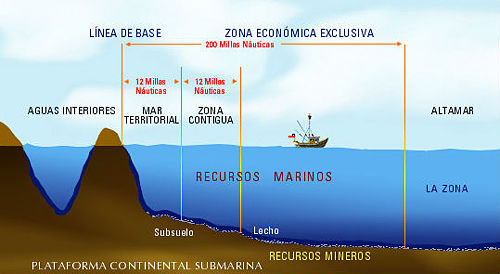 LÍNEA DE BASE
ZONA ECONÓMICA EXCLUSIVA
200 Millas Náuticas
12 Millas
Náuticas
12 Millas
Náuticas
AGUAS INTERIORES
MAR
TERRITORIAL
ZONA
CONTIGUA
ALTAMAR
RECURSOS MARINOS
LA ZONA
Subsuelo
Lecho
RECURSOS MINEROS
PLATAFORMA CONTINENTAL SUBMARINA